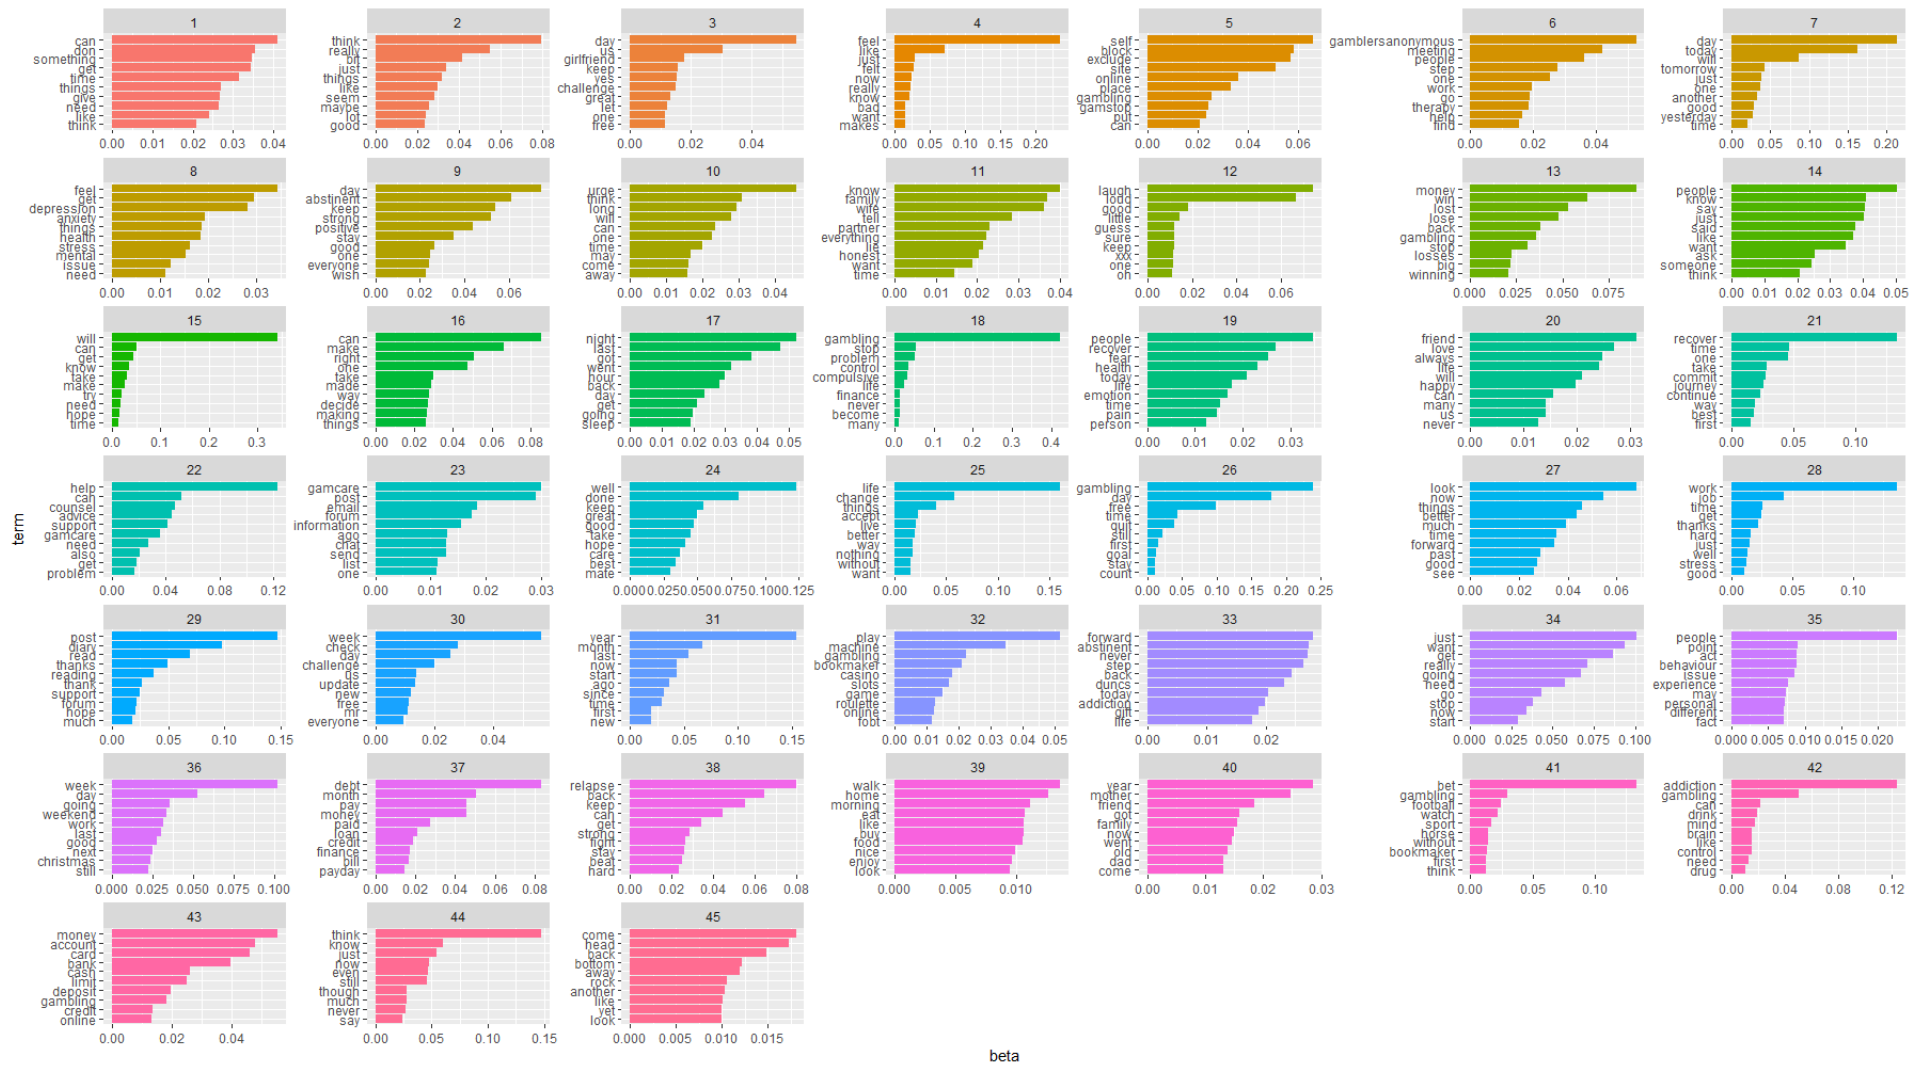 1 2 3 4 5 6 7
can think day feel self gamblersanonymous day
don really us like block meeting today
something bit girlfriend just exclude people will
get just keep felt site step tomorrow
time things yes now online one just
things like challenge really place work one
give seem great know gambling go another
need maybe let bad gamstop therapy good
like lot one want put help yesterday
think good free makes can find time
0.00 0.01 0.02 0.03 0.04 0.00 0.02 0.04 0.06 0.08 0.00 0.02 0.04 0.00 0.05 0.10 0.15 0.20 0.00 0.02 0.04 0.06 0.00 0.02 0.04 0.00 0.05 0.10 0.15 0.20
8 9 10 11 12 13 14
feel day urge know laugh money people
get abstinent think family lodd win know
depression keep long wife good lost say
anxiety strong will tell little lose just
things positive can partner guess back said
health stay one everything sure gambling like
stress good time lie keep stop want
mental one may honest xxx losses ask
issue everyone come want one big someone
need wish away time oh winning think
0.00 0.01 0.02 0.03 0.00 0.02 0.04 0.06 0.00 0.01 0.02 0.03 0.04 0.00 0.01 0.02 0.03 0.04 0.00 0.02 0.04 0.06 0.000 0.025 0.050 0.075 0.00 0.01 0.02 0.03 0.04 0.05
15 16 17 18 19 20 21
will can night gambling people friend recover
can make last stop recover love time
get right got problem fear always one
know one went control health life take
take take hour compulsive today will commit
make made back life life happy journey
try way day finance emotion can continue
need decide get never time many way
hope making going become pain us best
time things sleep many person never first
0.0 0.1 0.2 0.3 0.00 0.02 0.04 0.06 0.08 0.00 0.01 0.02 0.03 0.04 0.05 0.0 0.1 0.2 0.3 0.4 0.00 0.01 0.02 0.03 0.00 0.01 0.02 0.03 0.00 0.05 0.10
22 23 24 25 26 27 28
help gamcare well life gambling look work
can post done change day now job
counsel email keep things free things time
advice forum great accept time better get
support information good live quit much thanks
gamcare ago take better still time hard
need chat hope way first forward just
also send care nothing goal past well
get list best without stay good stress
problem one mate want count see good
0.00 0.04 0.08 0.12 0.00 0.01 0.02 0.03 0.000 0.025 0.050 0.075 0.100 0.125 0.00 0.05 0.10 0.15 0.00 0.05 0.10 0.15 0.20 0.25 0.00 0.02 0.04 0.06 0.00 0.05 0.10
term
29 30 31 32 33 34 35
post week year play forward just people
diary check month machine abstinent want point
read day last gambling never get act
thanks challenge now bookmaker step really behaviour
reading us start casino back going issue
thank update ago slots duncs need experience
support new since game today go may
forum free time roulette addiction stop personal
hope mr first online gift now different
much everyone new fobt life start fact
0.00 0.05 0.10 0.15 0.00 0.02 0.04 0.00 0.05 0.10 0.15 0.00 0.01 0.02 0.03 0.04 0.05 0.00 0.01 0.02 0.000 0.025 0.050 0.075 0.100 0.000 0.005 0.010 0.015 0.020
36 37 38 39 40 41 42
week debt relapse walk year bet addiction
day month back home mother gambling gambling
going pay keep morning friend football can
weekend money can eat got watch drink
work paid get like family sport mind
last loan strong buy now horse brain
good credit fight food went without like
next finance stay nice old bookmaker control
christmas bill beat enjoy dad first need
still payday hard look come think drug
0.000 0.025 0.050 0.075 0.100 0.00 0.02 0.04 0.06 0.08 0.00 0.02 0.04 0.06 0.08 0.000 0.005 0.010 0.00 0.01 0.02 0.03 0.00 0.05 0.10 0.00 0.04 0.08 0.12
43 44 45
money think come
account know head
card just back
bank now bottom
cash even away
limit still rock
deposit though another
gambling much like
credit never yet
online say look
0.00 0.02 0.04 0.00 0.05 0.10 0.15 0.000 0.005 0.010 0.015
beta